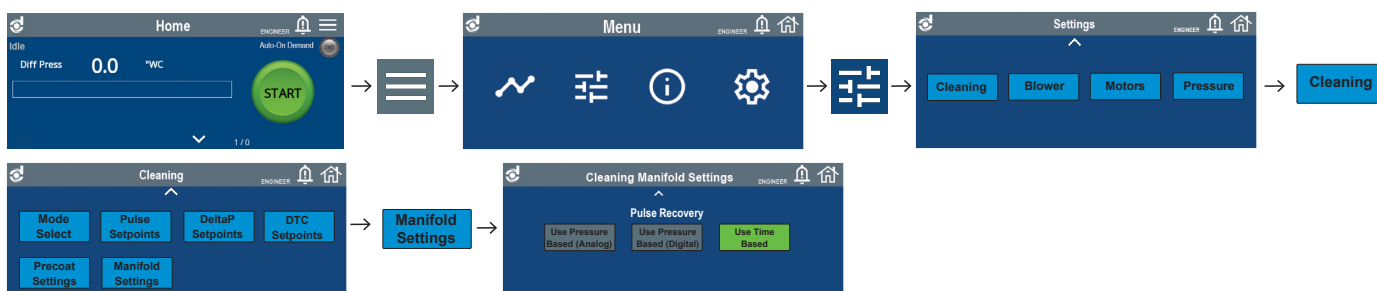 Home
ENGINEER
Idle
Auto-On Demand
Diff Press 0.0 "WC
START
1 / 0
Menu
ENGINEER
Settings
ENGINEER
Cleaning Blower Motors Pressure
Cleaning
Cleaning
ENGINEER
Mode
Select
Pulse
Setpoints
DeltaP
Setpoints
DTC
Setpoints
Precoat
Settings
Manifold
Settings
Manifold
Settings
Cleaning Manifold Settings
ENGINEER
Pulse Recovery
Use Pressure
Based (Analog)
Use Pressure
Based (Digital)
Use Time
Based